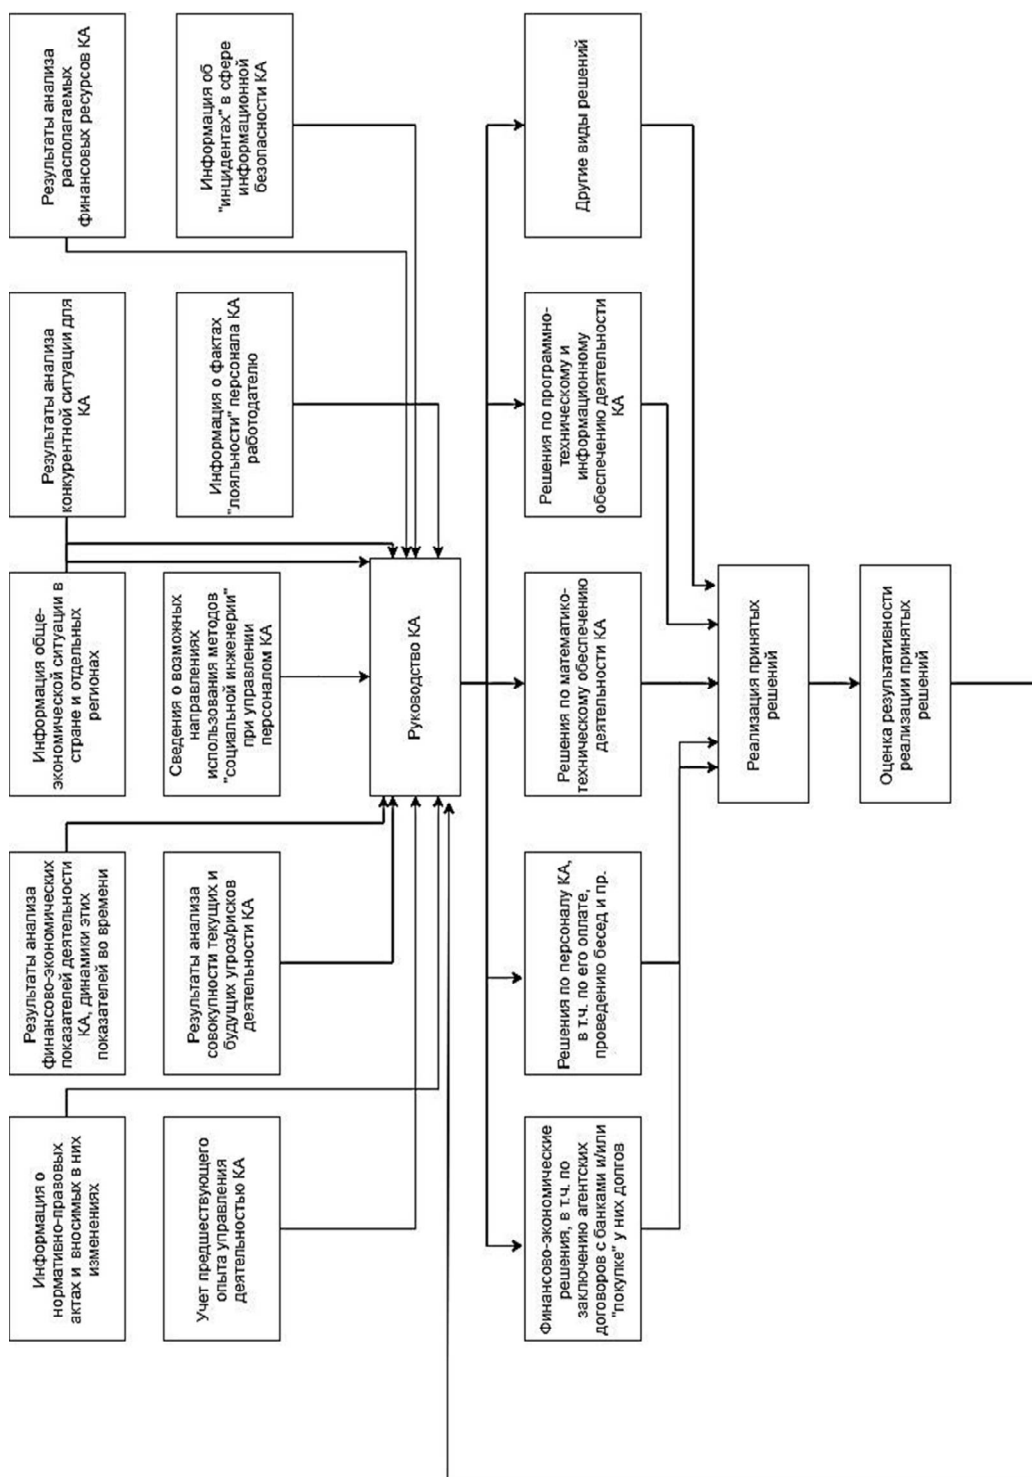 Информация о
нормативно-правовых
актах и вносимых в них
изменениях
Результаты анализа
финансово-экономических
показателей деятельности
КА, динамики этих
показателей во времени
Информация обще-
экономической ситуации в
стране и отдельных
регионах
Результаты анализа
конкурентной ситуации для
КА
Результаты анализа
располагаемых
финансовых ресурсов КА
Учет предшествующего
опыта управления
деятельностью КА
Результаты анализа
совокупности текущих и
будущих угроз/рисков
деятельности КА
Сведения о возможных
направлениях
использования методов
"социальной инженерии"
при управлении
персоналом КА
Информация о фактах
"лояльности" персонала КА
работодателю
Информация об
"инцидентах" в сфере
информационной
безопасности КА
Руководство КА
Финансово-экономические
решения, в т.ч. по
заключению агентских
договоров с банками и/или
"покупке" у них долгов
Решения по персоналу КА,
в т.ч. по его оплате,
проведению бесед и пр.
Решения по математико-
техническому обеспечению
деятельности КА
Решения по программно-
техническому и
информационному
обеспечению деятельности
КА
Другие виды решений
Реализация принятых
решений
Оценка результативности
реализации принятых
решений